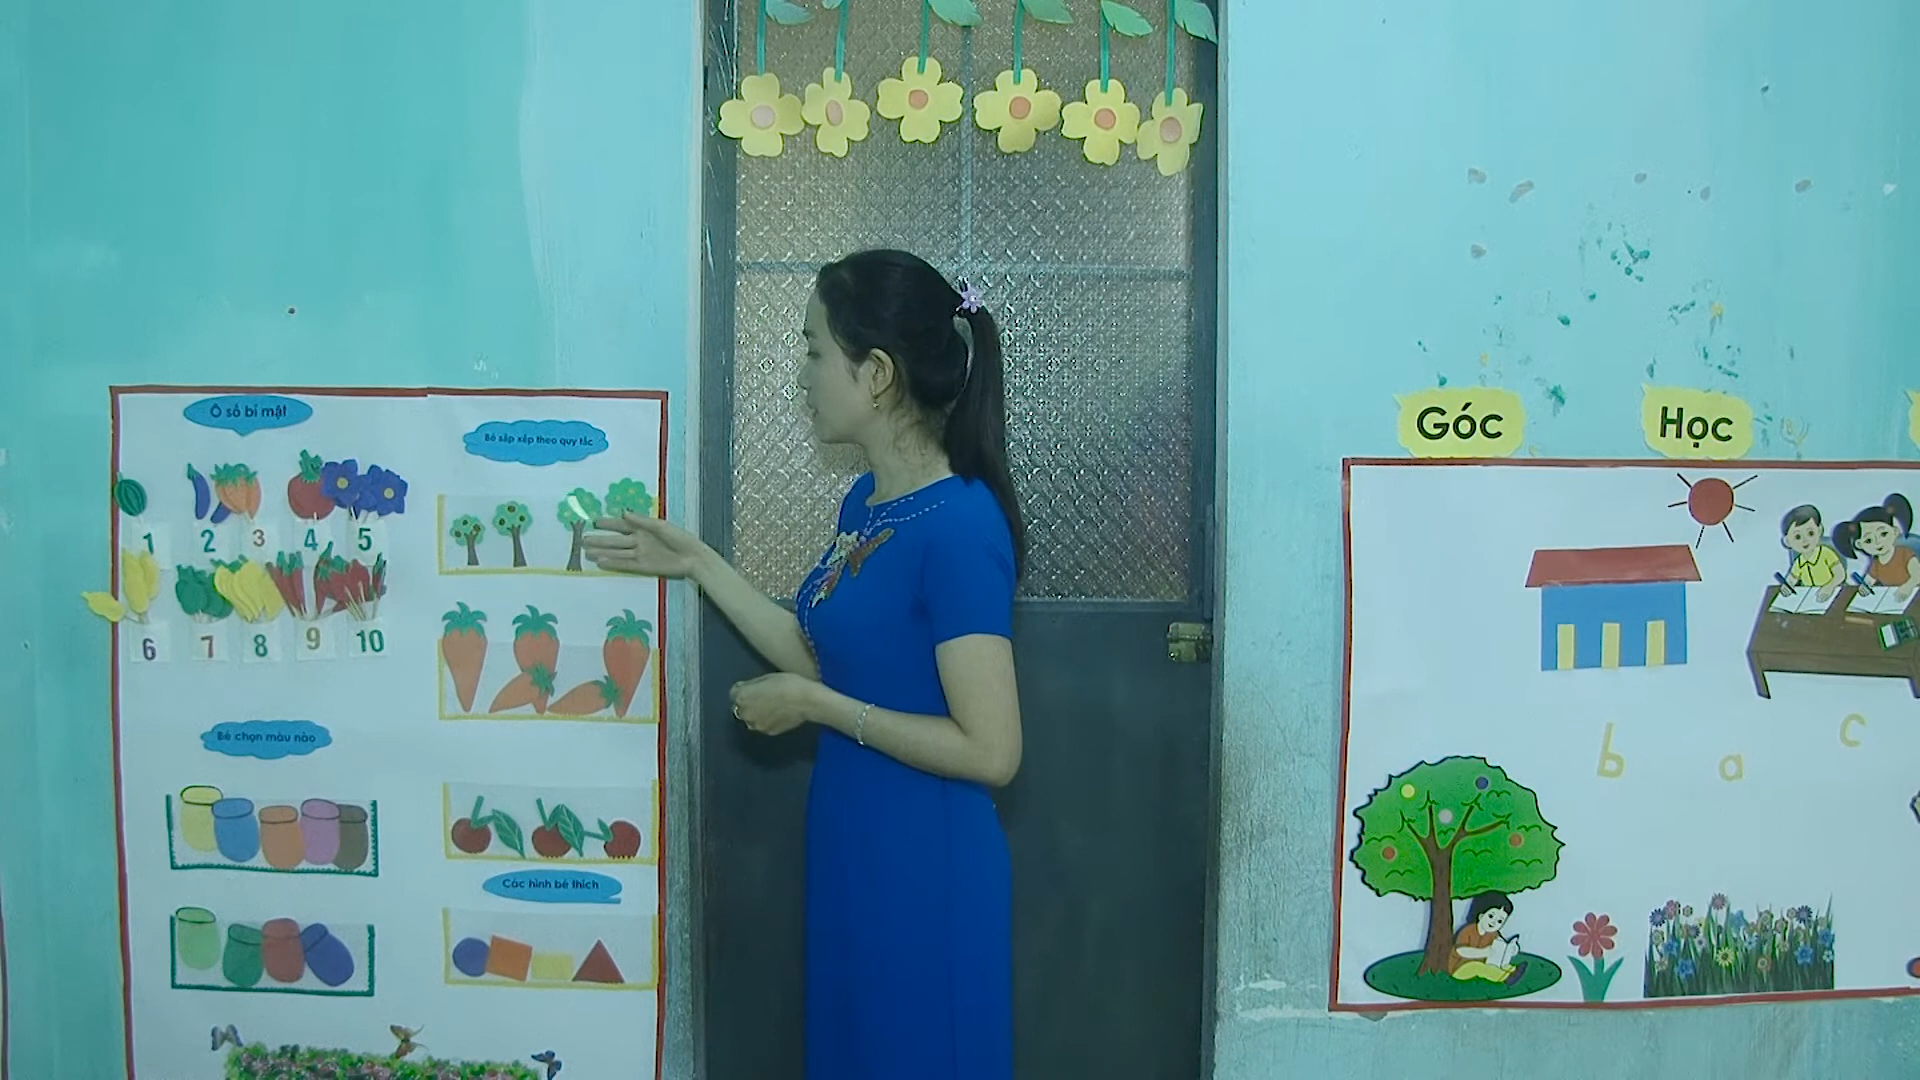 Ô số bí mật
Bé sắp xếp theo quy tắc
1 2 3 4 5
6 7 8 9 10
Bé chọn màu nào
Các hình bé thích
Góc Học
b a c